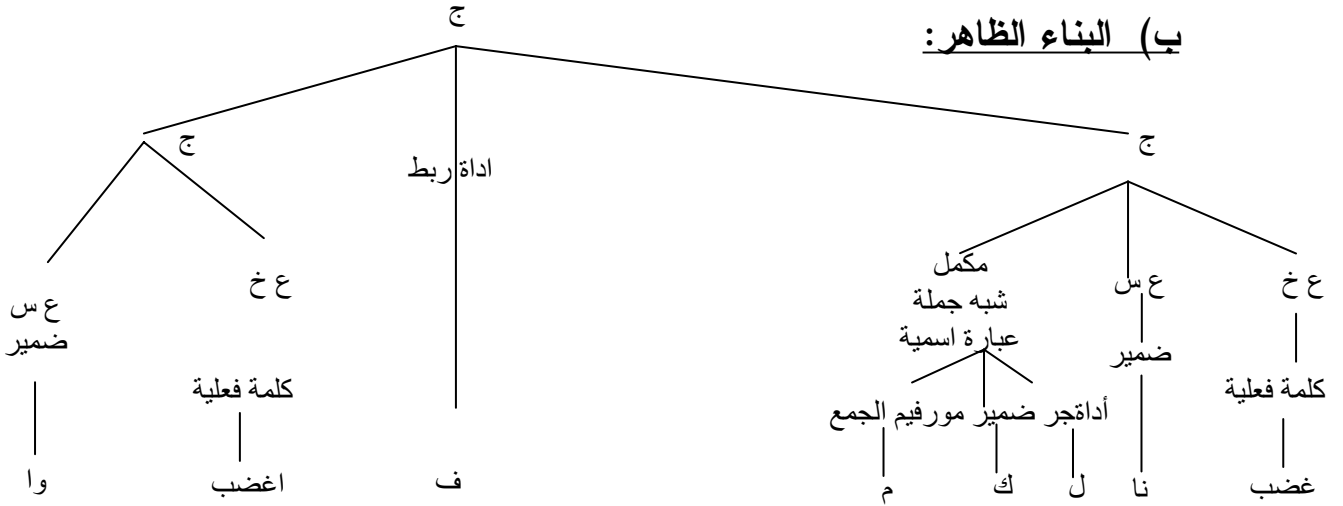 ب) البناء الظاهر:
ج
ج
اداة ربط
ج
ع خ
ع س
مكمل
شبه جملة
عبارة اسمية
ع خ
ع س
ضمير
كلمة فعلية
ضمير
كلمة فعلية
أداةجر ضمير مورفيم الجمع
غضب
نا
ل
ك
م
ف
اغضب
وا